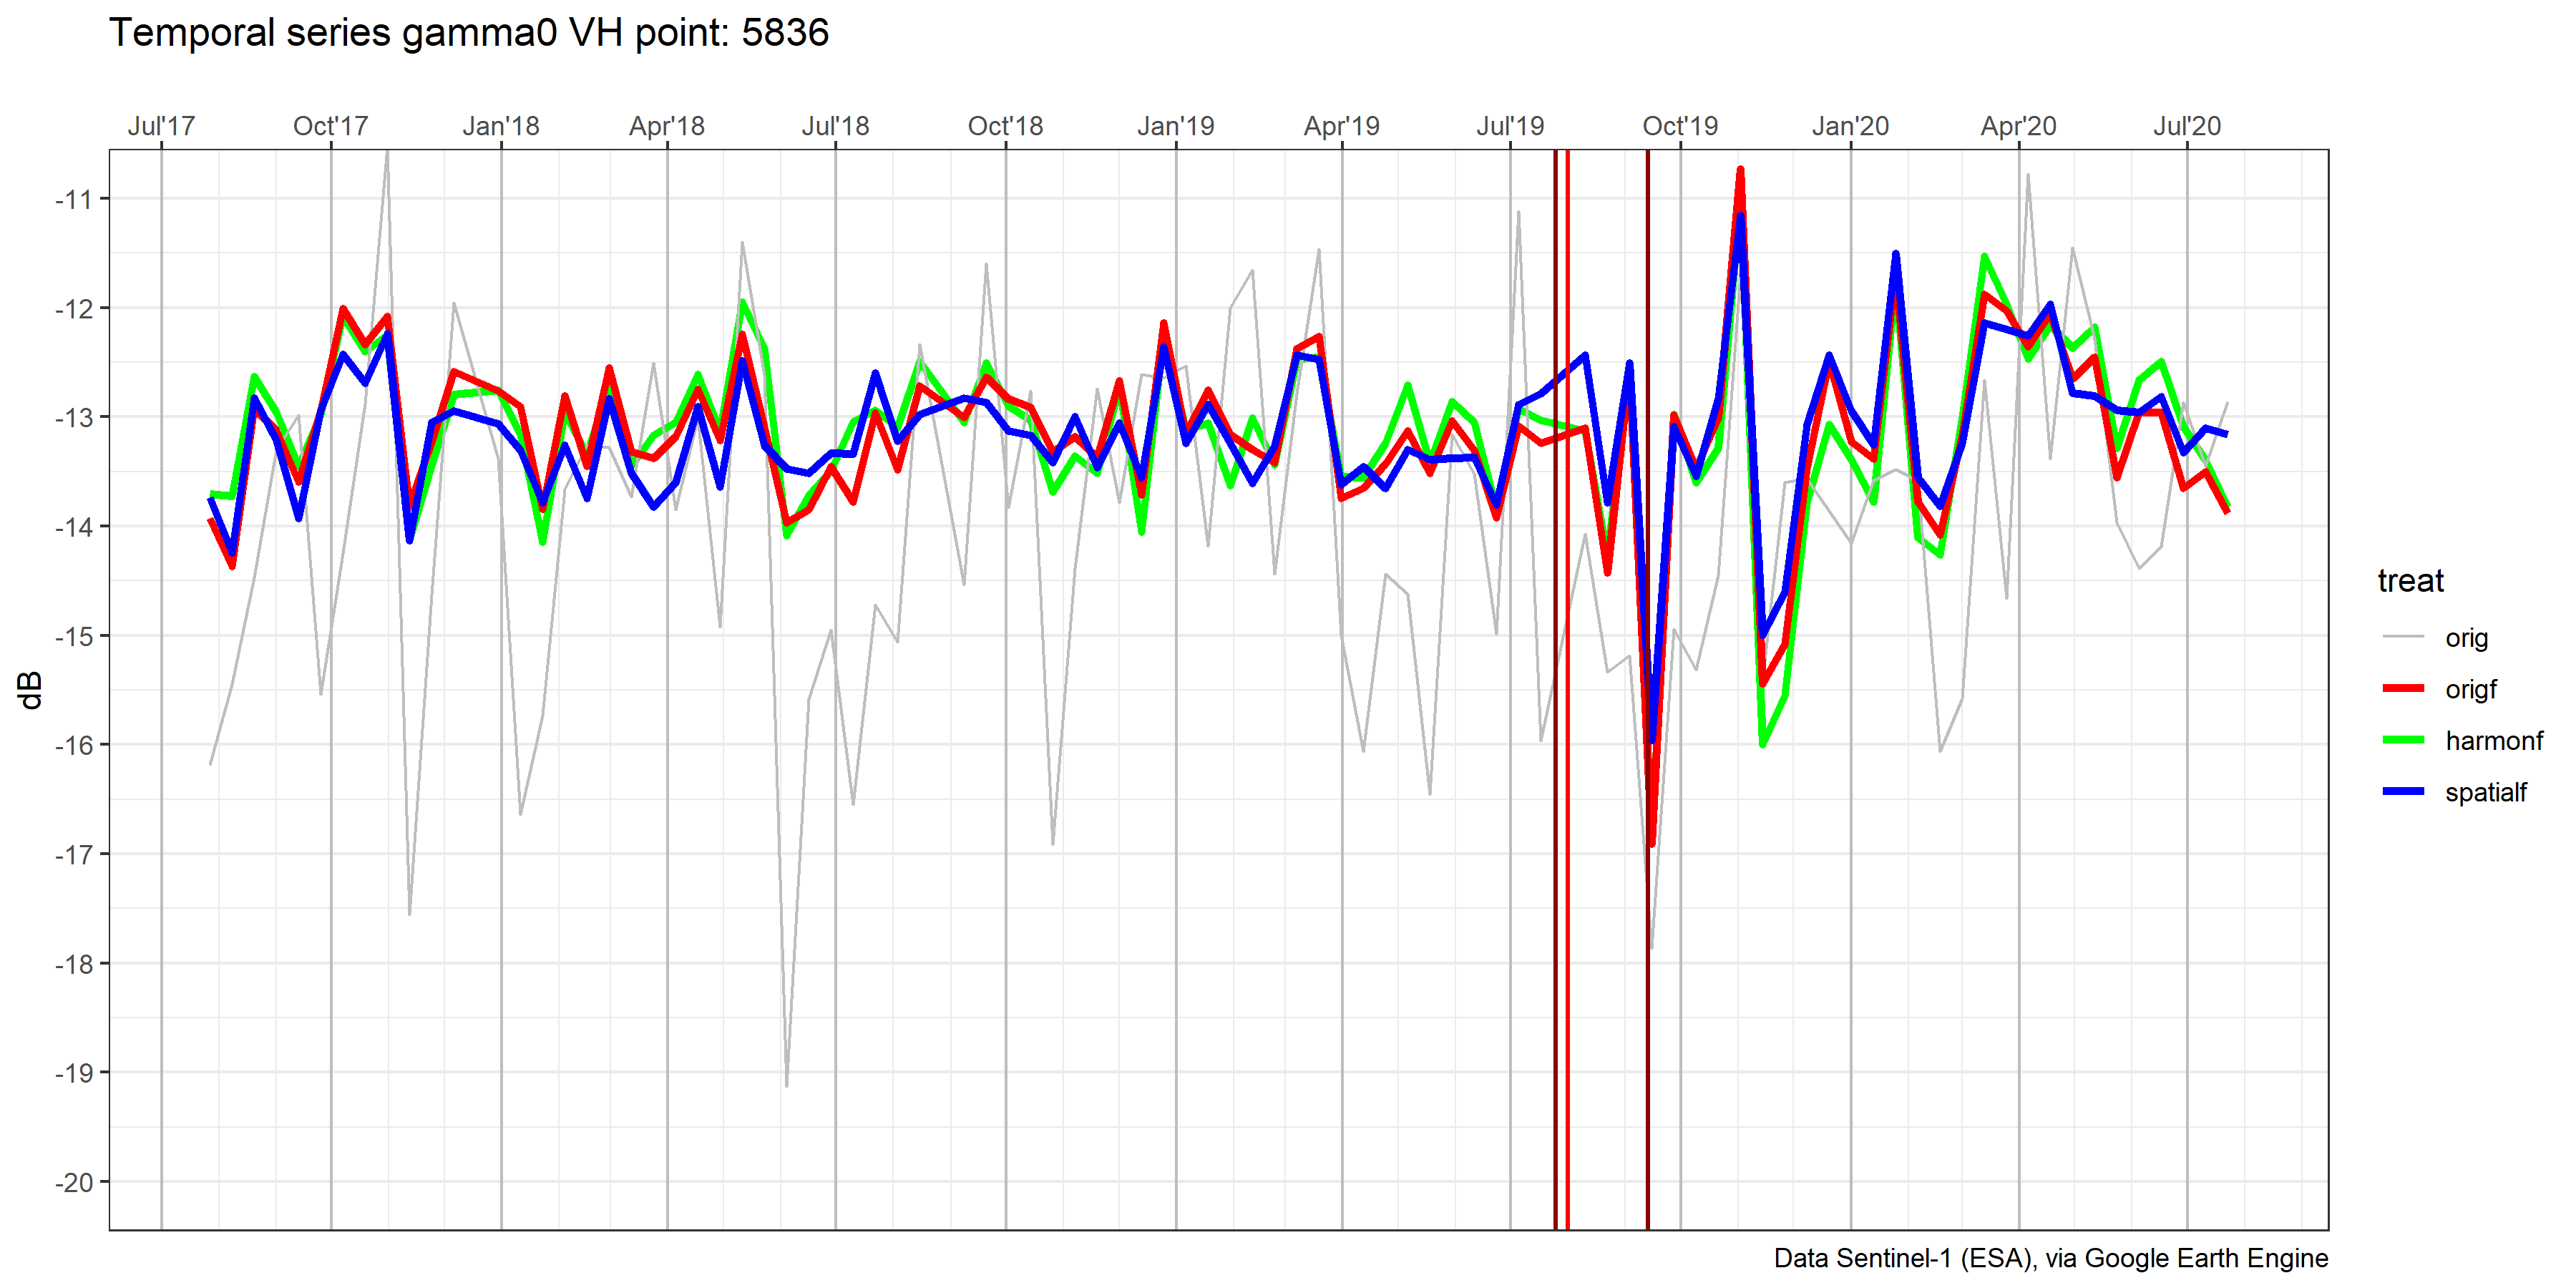 Temporal series gamma0 VH point: 5836
Jul'17 Oct'17 Jan'18 Apr'18 Jul'18 Oct'18 Jan'19 Apr'19 Jul'19 Oct'19 Jan'20 Apr'20 Jul'20
-11
-12
-13
-14
-15
-16
-17
-18
-19
-20
dB
treat
orig
origf
harmonf
spatialf
Data Sentinel-1 (ESA), via Google Earth Engine